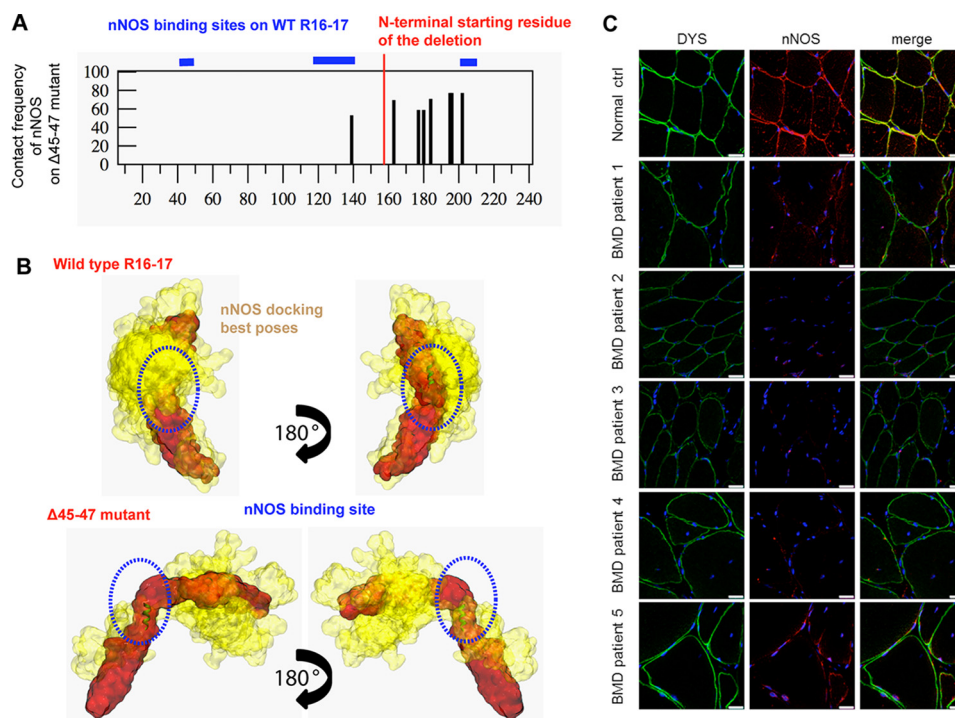 A
nNOS binding sites on WT R16-17
N-terminal starting residue
of the deletion
Contact frequency
of nNOS
on Δ45-47 mutant
100
80
60
40
20
0
20 40 60 80 100 120 140 160 180 200 220 240
B
Wild type R16-17
nNOS docking
best poses
180°
Δ45-47 mutant
nNOS binding site
180°
C
DYS nNOS merge
Normal ctrl
BMD patient 1
BMD patient 2
BMD patient 3
BMD patient 4
BMD patient 5